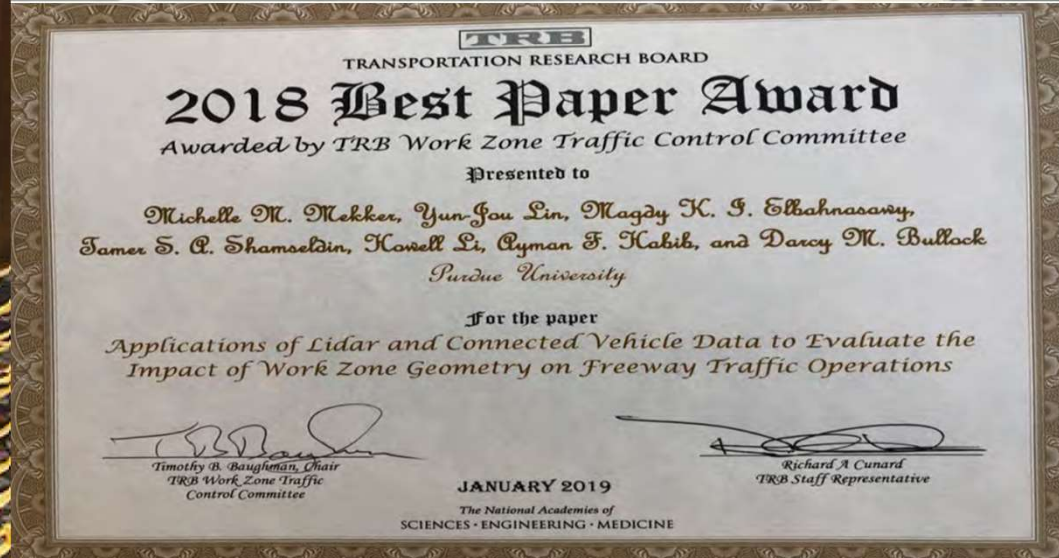 TRB
TRANSPORTATION RESEARCH BOARD
2018 Best Paper Award
Awarded by TRB Work Zone Traffic Control Committee
Presented to
Michelle M. Mekker, Yun-Jou Lin, Magdy K. I. Elbahnasawy,
Tamer S. A. Shamseldin, Howell Li, Ayman F. Habib, and Darcy M. Bullock
Purdue University
For the paper
Applications of Lidar and Connected Vehicle Data to Evaluate the
Impact of Work Zone Geometry on Freeway Traffic Operations
Timothy B. Baughman, Chair
TRB Work Zone Traffic
Control Committee
Richard A Cunard
TRB Staff Representative
JANUARY 2019
The National Academies of
SCIENCES · ENGINEERING · MEDICINE